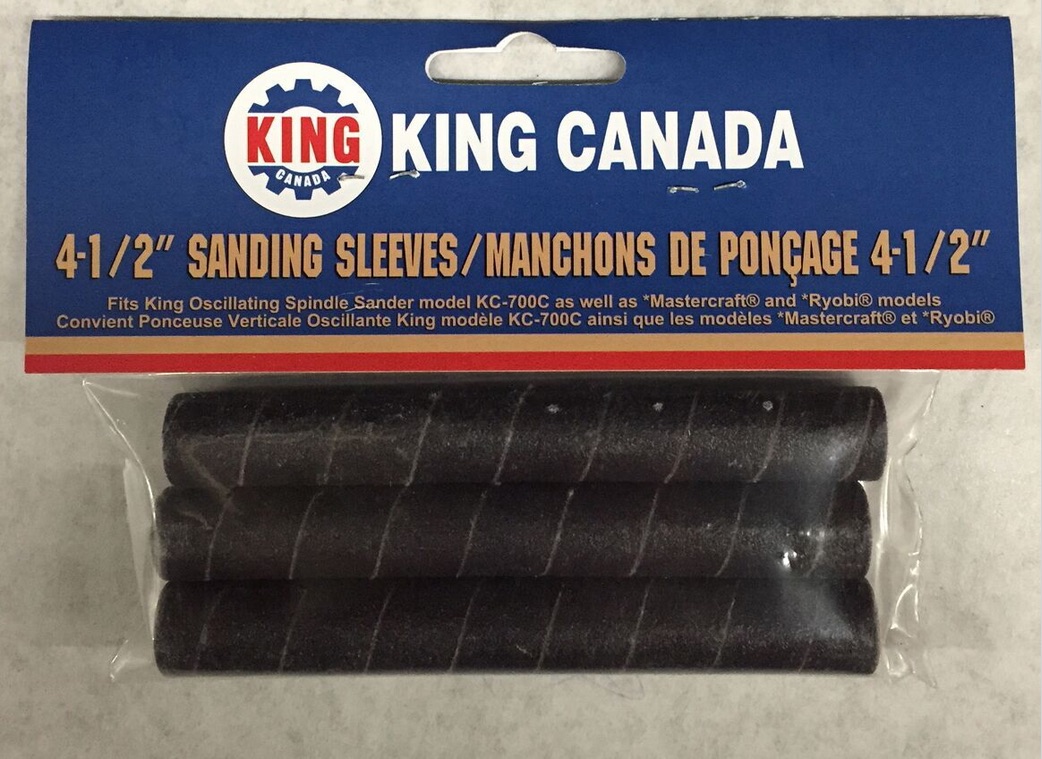 KING
CANADA
KING CANADA
4-1/2" SANDING SLEEVES/MANCHONS DE PONÇAGE 4-1/2"
Fits King Oscillating Spindle Sander model KC-700C as well as *Mastercraft® and *Ryobi® models
Convient Ponceuse Verticale Oscillante King modèle KC-700C ainsi que les modèles *Mastercraft® et *Ryobi®